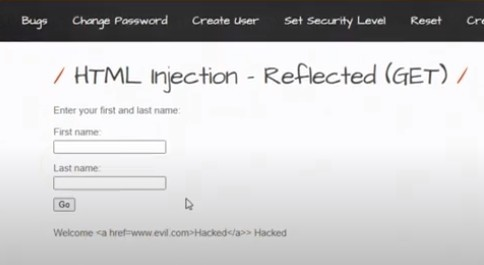 Bugs Change Password Create User Set Security Level Reset Cre
/ HTML Injection - Reflected (GET) /
Enter your first and last name:
First name:
Last name:
Go
Welcome <a href=www.evil.com>Hacked</a>> Hacked